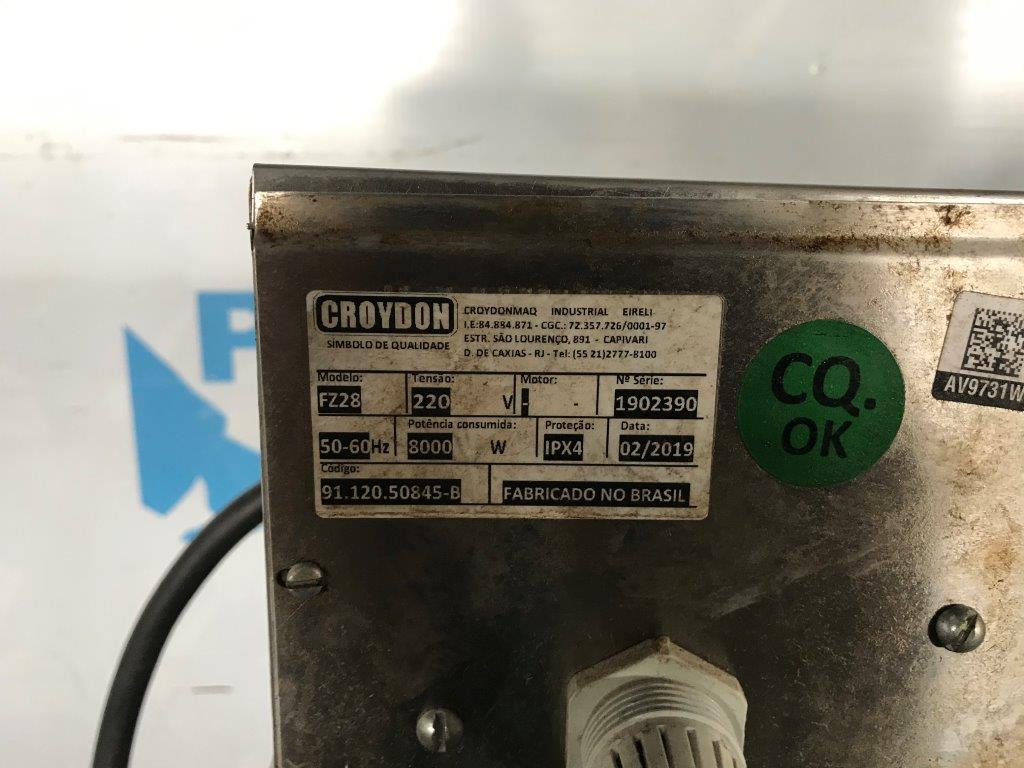 CROYDON
SÍMBOLO DE QUALIDADE
CROYDONMAQ INDUSTRIAL EIRELI
I.E:84.884.871 - CGC.: 72.357.726/0001-97
ESTR. SÃO LOURENÇO, 891 - CAPIVARI
D. DE CAXIAS - RJ - Tel: (55 21)2777-8100
Modelo: Tensão: Motor: Nº Série:
FZ28 220 V - - 1902390
Potência consumida: Proteção: Data:
50-60Hz 8000 W IPX4 02/2019
Código:
91.120.50845-B FABRICADO NO BRASIL
CQ.
OK
AV9731W